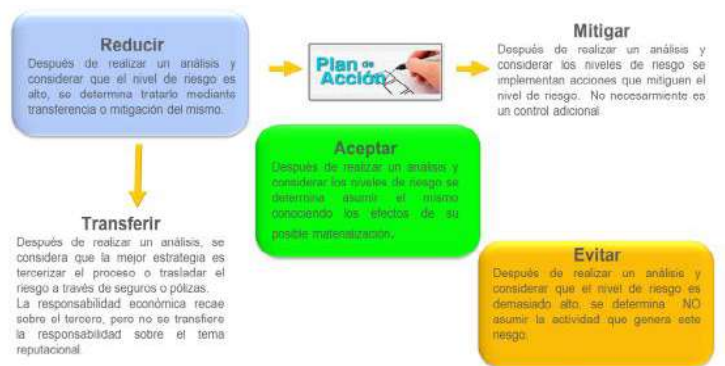 Reducir
Después de realizar un análisis y
considerar que el nivel de riesgo es
alto, se determina tratarlo mediante
transferencia o mitigación del mismo.
Plan de
Acción
Mitigar
Después de realizar un análisis y
considerar los niveles de riesgo se
implementan acciones que mitiguen el
nivel de riesgo. No necesarmiente es
un control adicional
Aceptar
Después de realizar un análisis y
considerar los niveles de riesgo se
determina asumir el mismo
conociendo los efectos de su
posible materialización.
Transferir
Después de realizar un análisis, se
considera que la mejor estrategia es
tercerizar el proceso o trasladar el
riesgo a través de seguros o pólizas.
La responsabilidad económica recae
sobre el tercero, pero no se transfiere
la responsabilidad sobre el tema
reputacional
Evitar
Después de realizar un análisis y
considerar que el nivel de riesgo es
demasiado alto, se determina NO
asumir la actividad que genera este
riesgo.